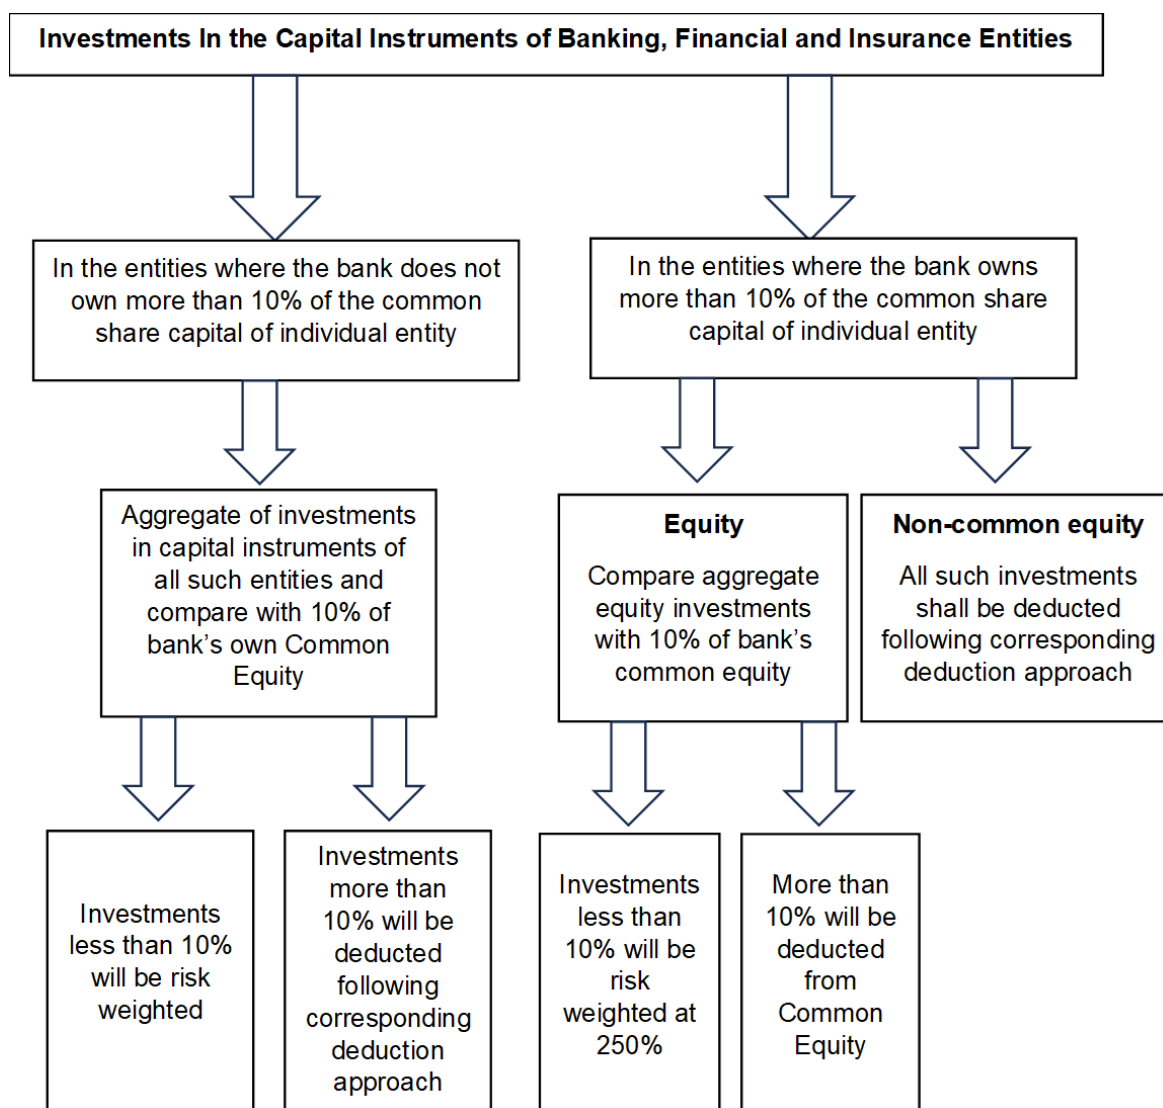 Investments In the Capital Instruments of Banking, Financial and Insurance Entities
In the entities where the bank does not
own more than 10% of the common
share capital of individual entity
In the entities where the bank owns
more than 10% of the common share
capital of individual entity
Aggregate of investments
in capital instruments of
all such entities and
compare with 10% of
bank’s own Common
Equity
Equity
Compare aggregate
equity investments
with 10% of bank’s
common equity
Non-common equity
All such investments
shall be deducted
following corresponding
deduction approach
Investments
less than 10%
will be risk
weighted
Investments
more than
10% will be
deducted
following
corresponding
deduction
approach
Investments
less than
10% will be
risk
weighted at
250%
More than
10% will be
deducted
from
Common
Equity